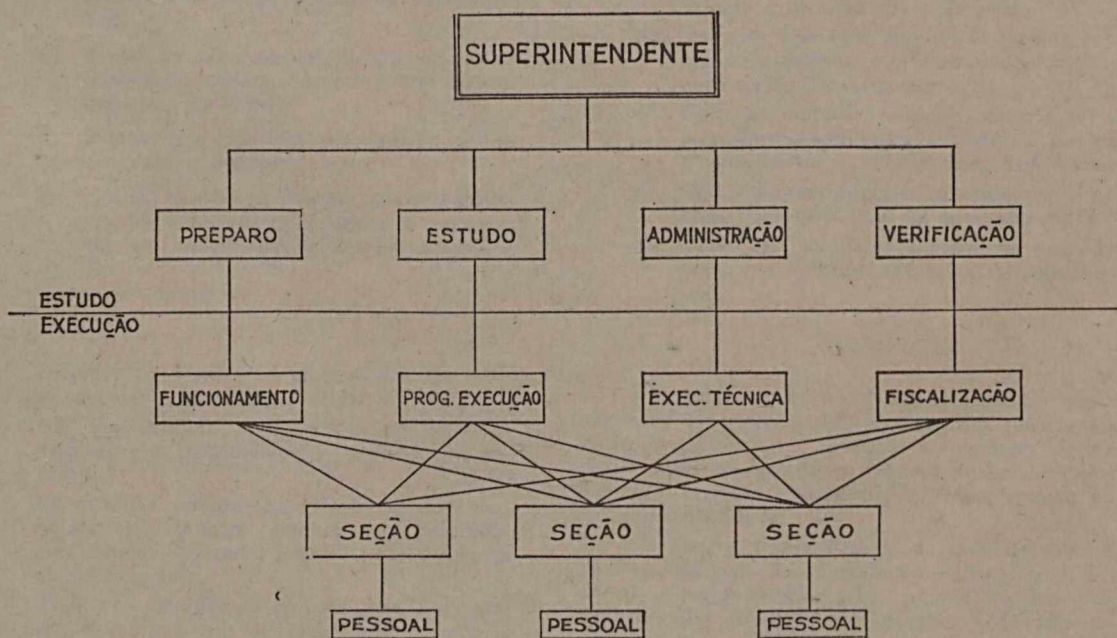 SUPERINTENDENTE
PREPARO
ESTUDO
ADMINISTRAÇÃO
VERIFICAÇÃO
ESTUDO
EXECUÇÃO
FUNCIONAMENTO
PROG. EXECUÇÃO
EXEC. TÉCNICA
FISCALIZACÃO
SEÇÃO
SEÇÃO
SEÇÃO
PESSOAL
PESSOAL
PESSOAL